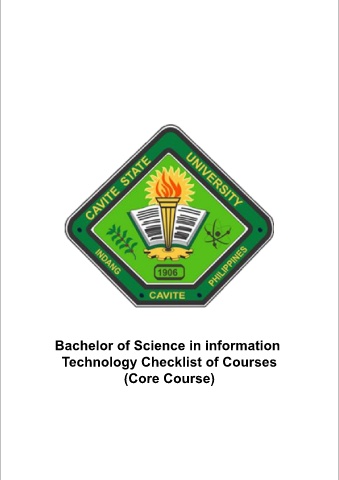 CAVITE STATE UNIVERSITY
1906
INDANG CAVITE PHILIPPINES
Bachelor of Science in information
Technology Checklist of Courses
(Core Course)